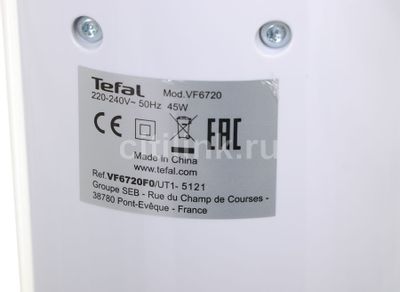 Tefal Mod.VF6720
220-240V~ 50Hz 45W
CE EAC
Made in China
www.tefal.com
Ref.VF6720F0/UT1- 5121
Groupe SEB - Rue du Champ de Courses -
38780 Pont-Evêque - France
citilink.ru